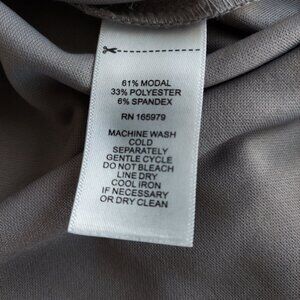 61% MODAL
33% POLYESTER
6% SPANDEX
RN 165979
MACHINE WASH
COLD
SEPARATELY
GENTLE CYCLE
DO NOT BLEACH
LINE DRY
COOL IRON
IF NECESSARY
OR DRY CLEAN